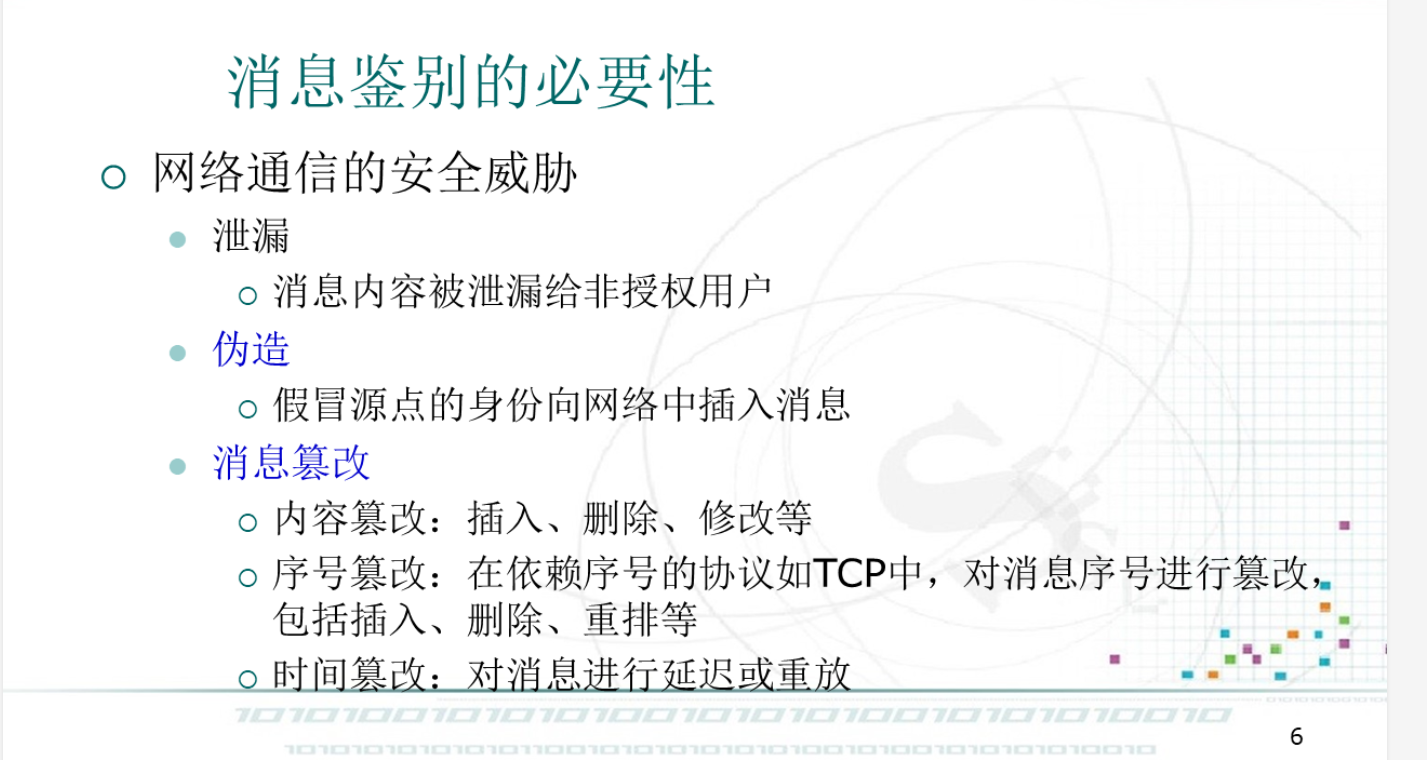 消息鉴别的必要性
网络通信的安全威胁
泄漏
消息内容被泄漏给非授权用户
伪造
假冒源点的身份向网络中插入消息
消息篡改
内容篡改：插入、删除、修改等
序号篡改：在依赖序号的协议如TCP中，对消息序号进行篡改，
包括插入、删除、重排等
时间篡改：对消息进行延迟或重放
6